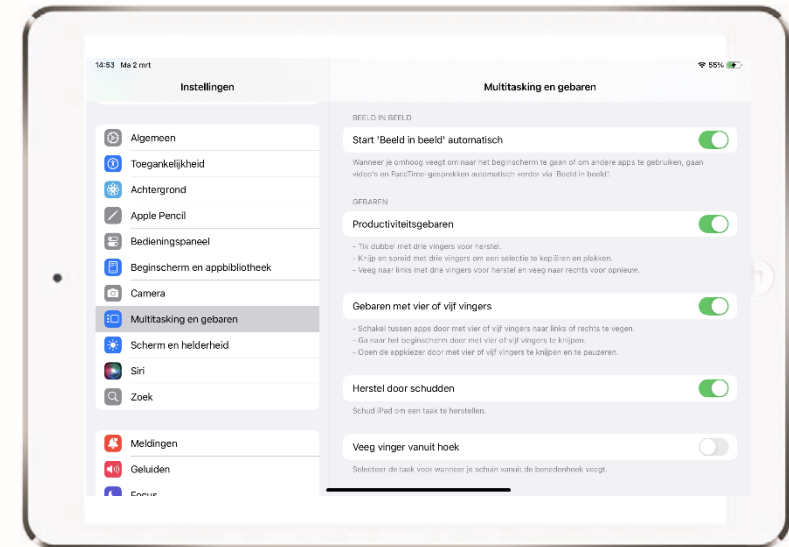 14:53 Ma 2 mrt
55%
Instellingen
Algemeen
Toegankelijkheid
Achtergrond
Apple Pencil
Bedieningspaneel
Beginscherm en appbibliotheek
Camera
Multitasking en gebaren
Scherm en helderheid
Siri
Zoek
Meldingen
Geluiden
Focus
Multitasking en gebaren
BEELD IN BEELD
Start 'Beeld in beeld' automatisch
Wanneer je omhoog veegt om naar het beginscherm te gaan of om andere apps te gebruiken, gaan
video's en FaceTime-gesprekken automatisch verder via 'Beeld in beeld'.
GEBAREN
Productiviteitsgebaren
- Tik dubbel met drie vingers voor herstel.
- Knijp en spreid met drie vingers om een selectie te kopiëren en plakken.
- Veeg naar links met drie vingers voor herstel en veeg naar rechts voor opnieuw.
Gebaren met vier of vijf vingers
- Schakel tussen apps door met vier of vijf vingers naar links of rechts te vegen.
- Ga naar het beginscherm door met vier of vijf vingers te knijpen.
- Open de appkiezer door met vier of vijf vingers te knijpen en te pauzeren.
Herstel door schudden
Schud iPad om een taak te herstellen.
Veeg vinger vanuit hoek
Selecteer de taak voor wanneer je schuin vanuit de benedenhoek veegt.